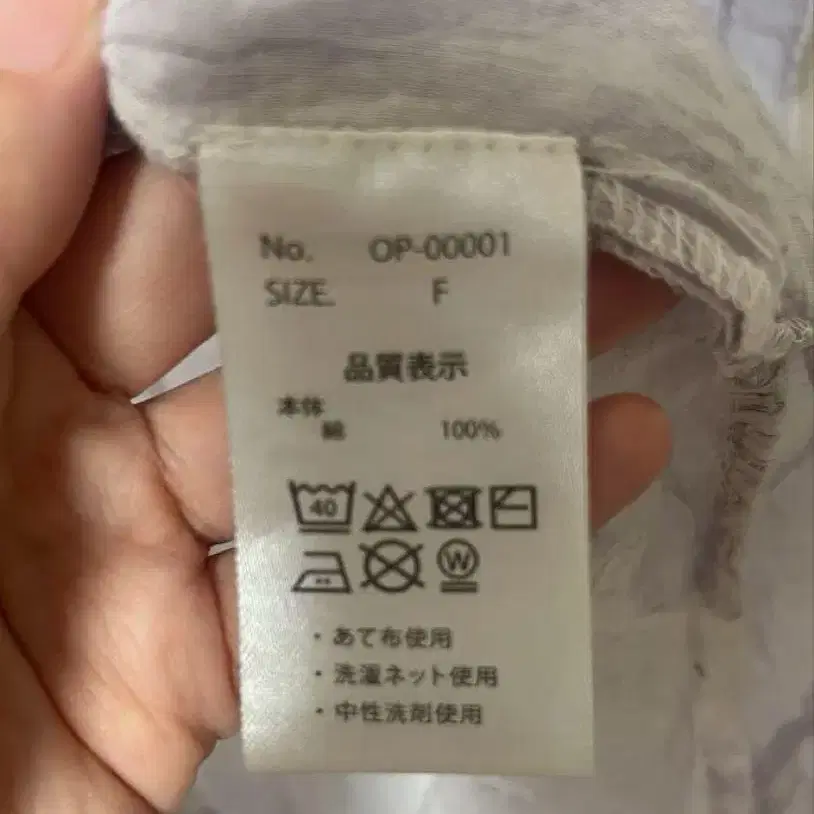 No. OP-00001
SIZE. F
品質表示
本体
綿 100%
40
W
・あて布使用
・洗濯ネット使用
・中性洗剤使用